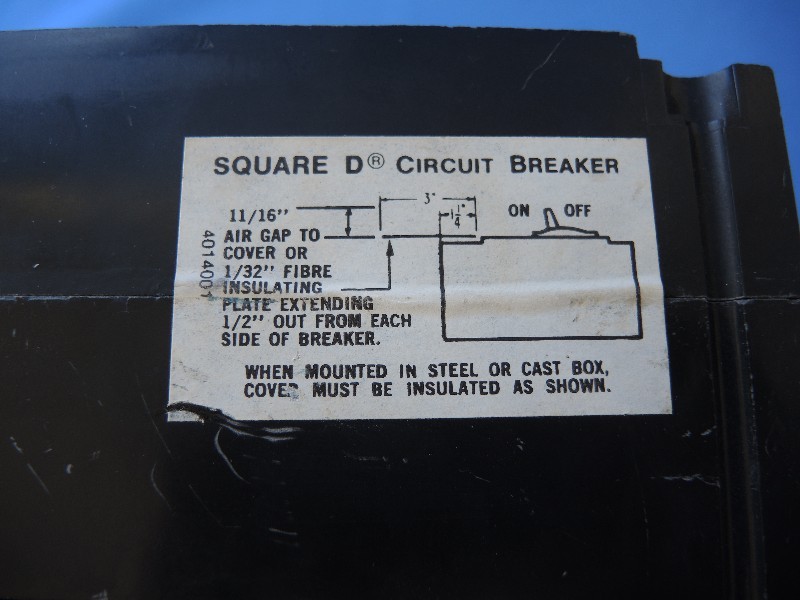 SQUARE D® CIRCUIT BREAKER
3"
1 1/4"
ON OFF
11/16"
AIR GAP TO
COVER OR
1/32" FIBRE
INSULATING
PLATE EXTENDING
1/2" OUT FROM EACH
SIDE OF BREAKER.
4014001
WHEN MOUNTED IN STEEL OR CAST BOX,
COVER MUST BE INSULATED AS SHOWN.